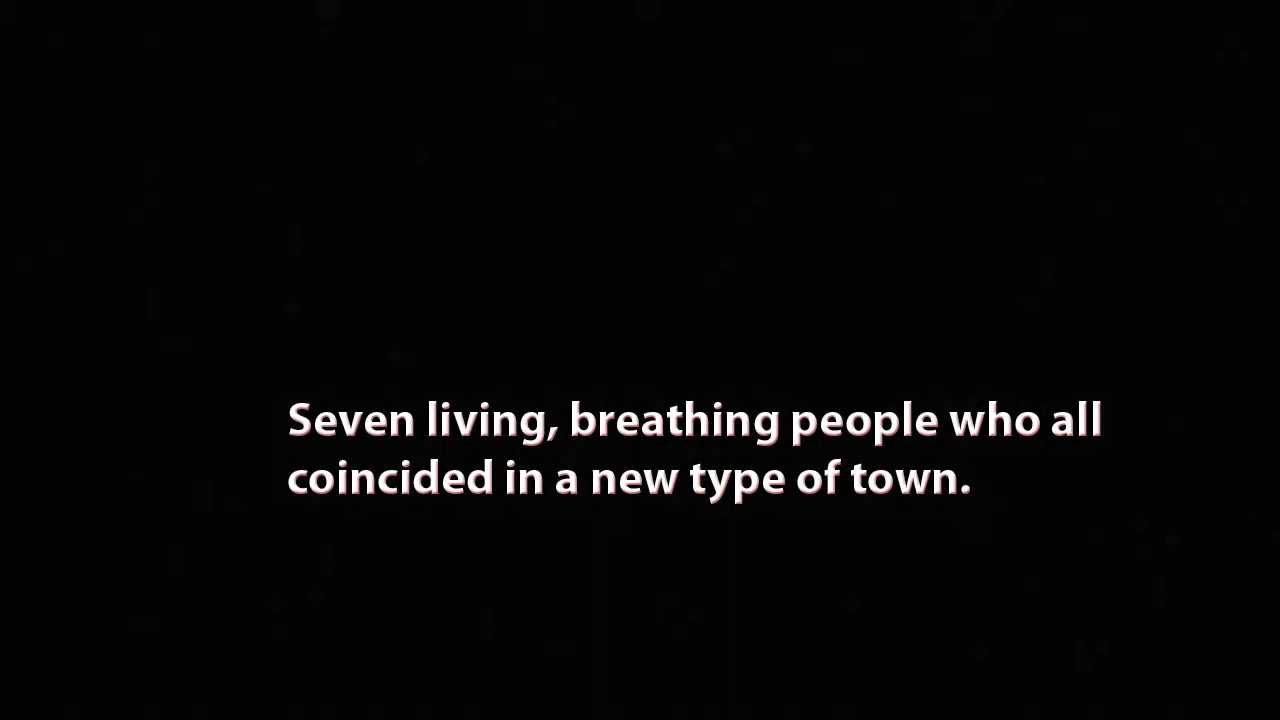 Seven living, breathing people who all
coincided in a new type of town.